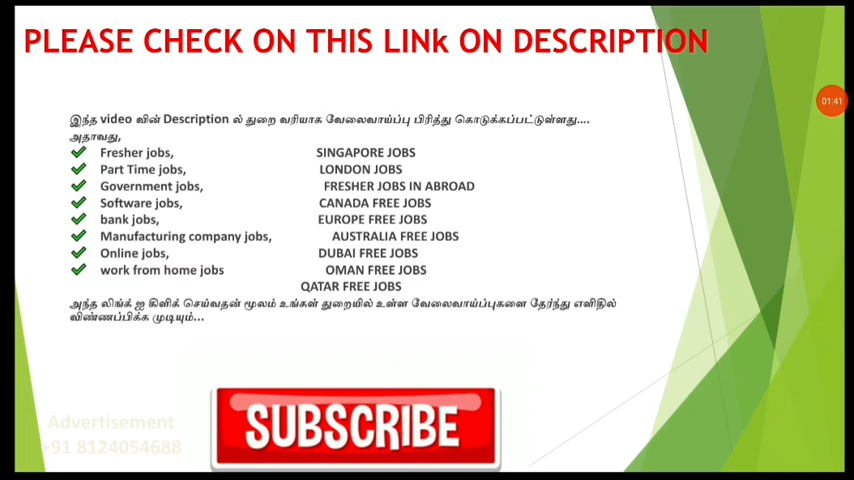 PLEASE CHECK ON THIS LINk ON DESCRIPTION
01:41
இந்த video வின் Description ல் துறை வரியாக வேலைவாய்ப்பு பிரித்து கொடுக்கப்பட்டுள்ளது....
அதாவது,
Fresher jobs, SINGAPORE JOBS
Part Time jobs, LONDON JOBS
Government jobs, FRESHER JOBS IN ABROAD
Software jobs, CANADA FREE JOBS
bank jobs, EUROPE FREE JOBS
Manufacturing company jobs, AUSTRALIA FREE JOBS
Online jobs, DUBAI FREE JOBS
work from home jobs OMAN FREE JOBS
QATAR FREE JOBS
அந்த லிங்க் ஐ கிளிக் செய்வதன் மூலம் உங்கள் துறையில் உள்ள வேலைவாய்ப்புகளை தேர்ந்து எளிதில்
விண்ணப்பிக்க முடியும்...
SUBSCRIBE
Advertisement
+91 8124054688